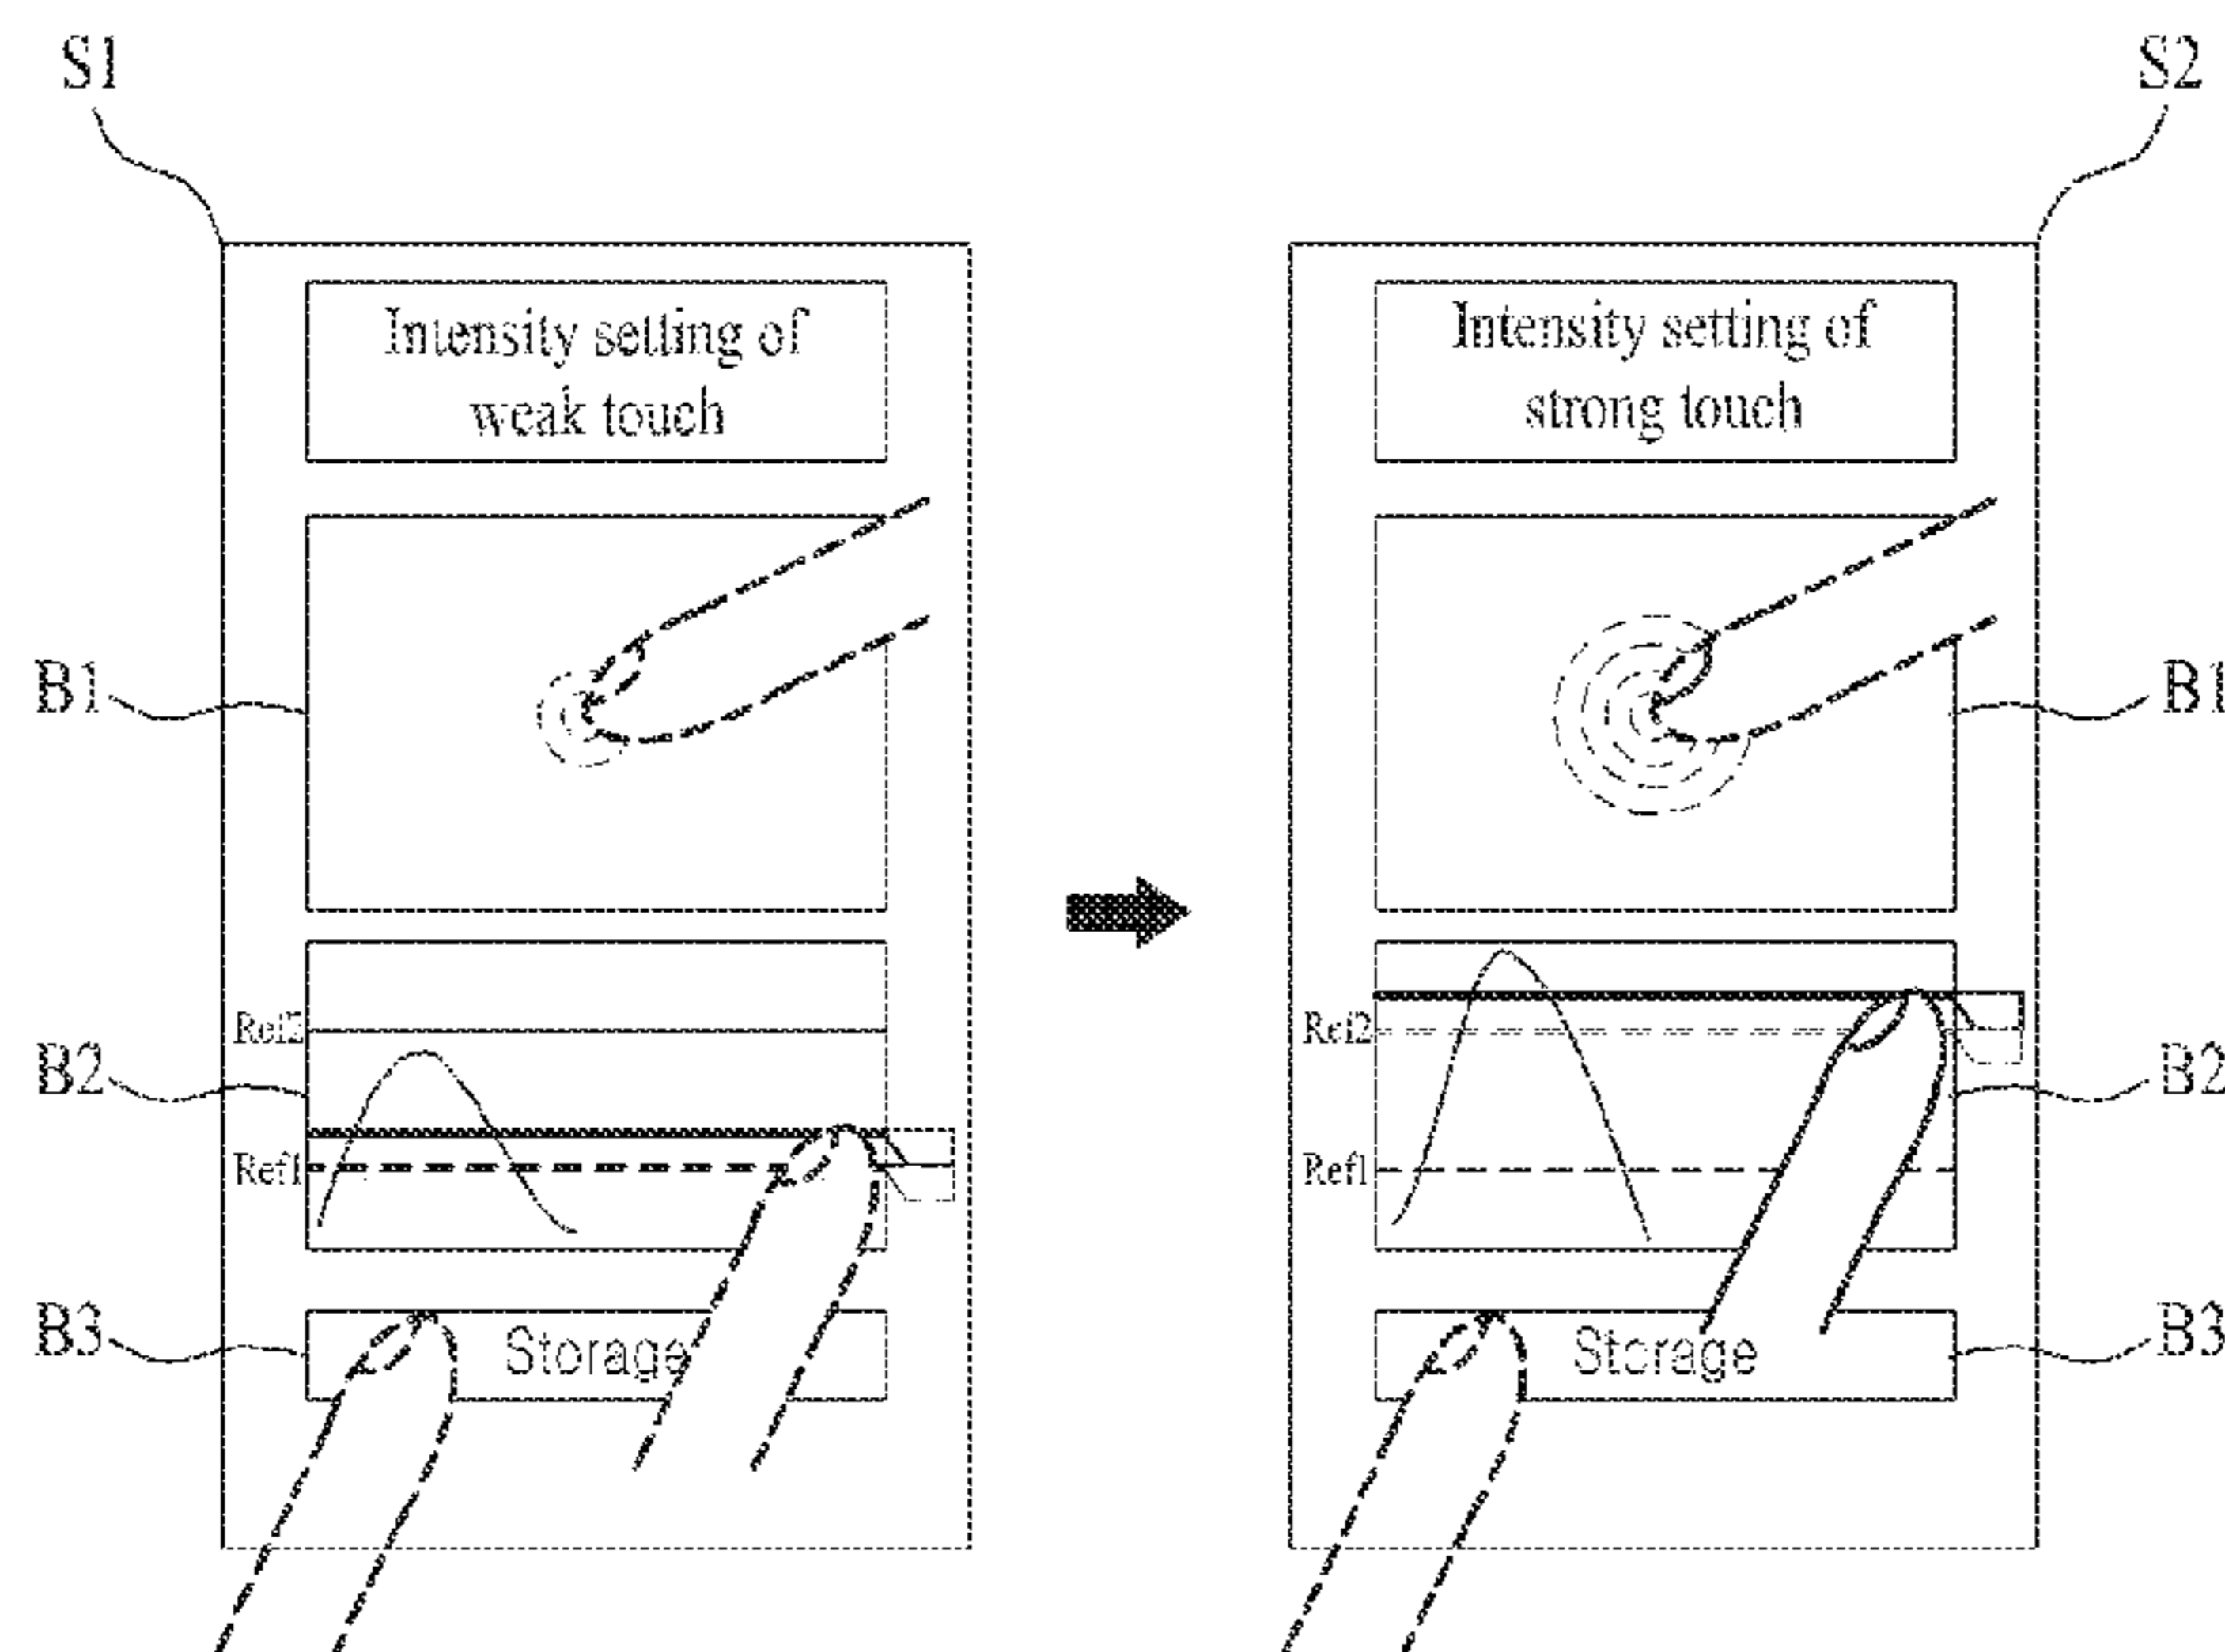 S1
S2
Intensity setting of
weak touch
Intensity setting of
strong touch
B1
B1
Ref2
Ref2
B2
B2
Ref1
Ref1
B3
Storage
Storage
B3